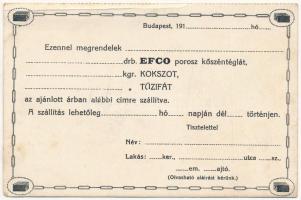 Budapest, 191............hó......
Ezennel megrendelek ..............................
..............................drb. EFCO porosz kőszéntéglát,
..............................kgr. KOKSZOT,
.............................. „ TŰZIFÁT
az ajánlott árban alábbi címre szállítva.
A szállítás lehetőleg..............hó........ napján dél...... történjen.
Tisztelettel
Név: ..............................
Lakás: ......ker., ..................utcza ......sz.
........em. ......ajtó.
(Olvasható aláírást kérünk.)